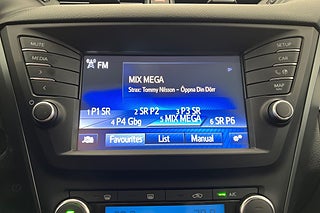 FM
MUTE
SETUP
MEDIA
CAR
MAP
MIX MEGA
Strax: Tommy Nilsson - Öppna Din Dörr
1 P1 SR 2 SR P2 3 P3 SR
4 P4 Gbg 5 MIX MEGA 6 SR P6
Favourites List Manual
A/C